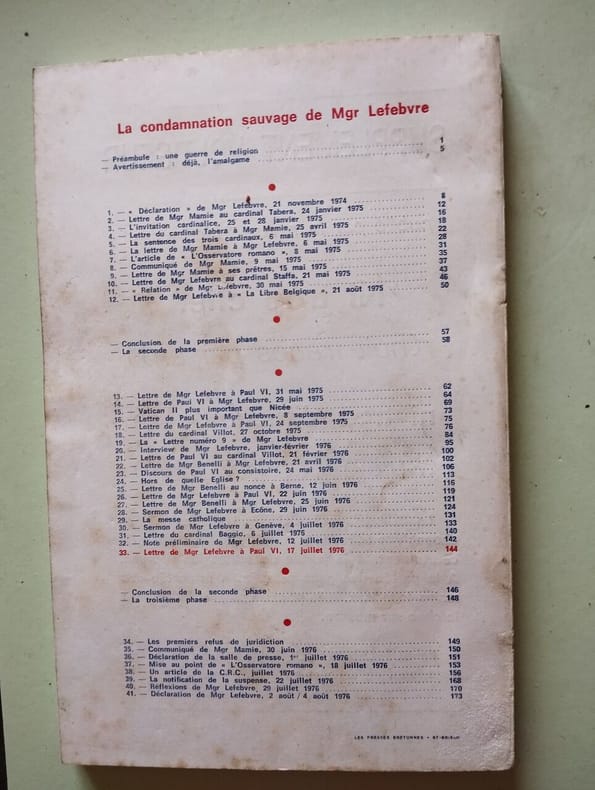 La condamnation sauvage de Mgr Lefebvre
— Préambule : une guerre de religion 1
— Avertissement : déjà, l'amalgame 5
1. — « Déclaration » de Mgr Lefebvre, 21 novembre 1974 8
2. — Lettre de Mgr Mamie au cardinal Tabera, 24 janvier 1975 12
3. — L'invitation cardinalice, 25 et 28 janvier 1975 16
4. — Lettre du cardinal Tabera à Mgr Mamie, 25 avril 1975 18
5. — La sentence des trois cardinaux, 6 mai 1975 22
6. — La lettre de Mgr Mamie à Mgr Lefebvre, 6 mai 1975 28
7. — L'article de « L'Osservatore romano », 8 mai 1975 31
8. — Communiqué de Mgr Mamie, 9 mai 1975 35
9. — Lettre de Mgr Mamie à ses prêtres, 15 mai 1975 37
10. — Lettre de Mgr Lefebvre au cardinal Staffa, 21 mai 1975 43
11. — « Relation » de Mgr Lefebvre, 30 mai 1975 46
12. — Lettre de Mgr Lefebvre à « La Libre Belgique », 21 août 1975 50
— Conclusion de la première phase 57
— La seconde phase 58
13. — Lettre de Mgr Lefebvre à Paul VI, 31 mai 1975 62
14. — Lettre de Paul VI à Mgr Lefebvre, 29 juin 1975 64
15. — Vatican II plus important que Nicée 69
16. — Lettre de Paul VI à Mgr Lefebvre, 8 septembre 1975 73
17. — Lettre de Mgr Lefebvre à Paul VI, 24 septembre 1975 75
18. — Lettre du cardinal Villot, 27 octobre 1975 76
19. — La « Lettre numéro 9 » de Mgr Lefebvre 84
20. — Interview de Mgr Lefebvre, janvier-février 1976 95
21. — Lettre de Paul VI au cardinal Villot, 21 février 1976 100
22. — Lettre de Mgr Benelli à Mgr Lefebvre, 21 avril 1976 102
23. — Discours de Paul VI au consistoire, 24 mai 1976 106
24. — Hors de quelle Eglise ? 113
25. — Lettre de Mgr Benelli au nonce à Berne, 12 juin 1976 116
26. — Lettre de Mgr Lefebvre à Paul VI, 22 juin 1976 119
27. — Lettre de Mgr Benelli à Mgr Lefebvre, 25 juin 1976 121
28. — Sermon de Mgr Lefebvre à Ecône, 29 juin 1976 124
29. — La messe catholique 131
30. — Sermon de Mgr Lefebvre à Genève, 4 juillet 1976 133
31. — Lettre du cardinal Baggio, 6 juillet 1976 140
32. — Note préliminaire de Mgr Lefebvre, 12 juillet 1976 142
33. — Lettre de Mgr Lefebvre à Paul VI, 17 juillet 1976 144
— Conclusion de la seconde phase 146
— La troisième phase 148
34. — Les premiers refus de juridiction 149
35. — Communiqué de Mgr Mamie, 30 juin 1976 150
36. — Déclaration de la salle de presse, 1er juillet 1976 151
37. — Mise au point de « L'Osservatore romano », 18 juillet 1976 153
38. — Un article de la C.R.C., juillet 1976 156
39. — La notification de la suspense, 22 juillet 1976 168
40. — Réflexions de Mgr Lefebvre, 29 juillet 1976 170
41. — Déclaration de Mgr Lefebvre, 2 août / 4 août 1976 173
LES PRESSES BRETONNES • ST-BRIEUC